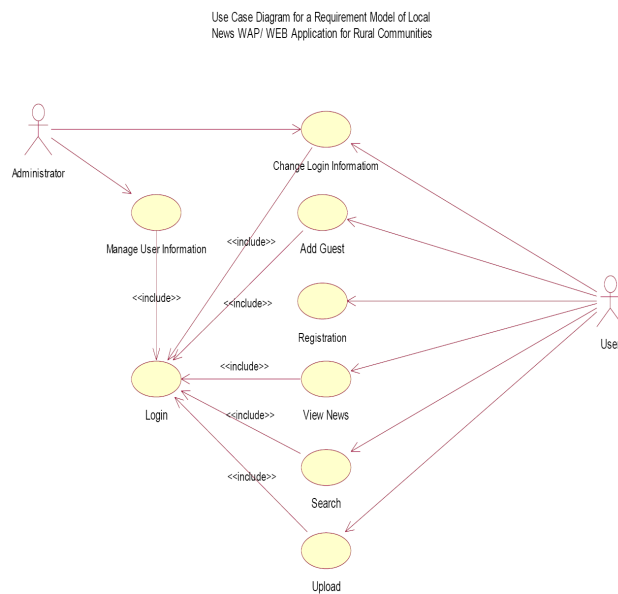 Use Case Diagram for a Requirement Model of Local
News WAP/ WEB Application for Rural Communities
Administrator
Change Login Informatiom
Manage User Information
<<include>>
Add Guest
<<include>>
<<include>>
Registration
User
<<include>>
Login
View News
<<include>>
Search
<<include>>
Upload